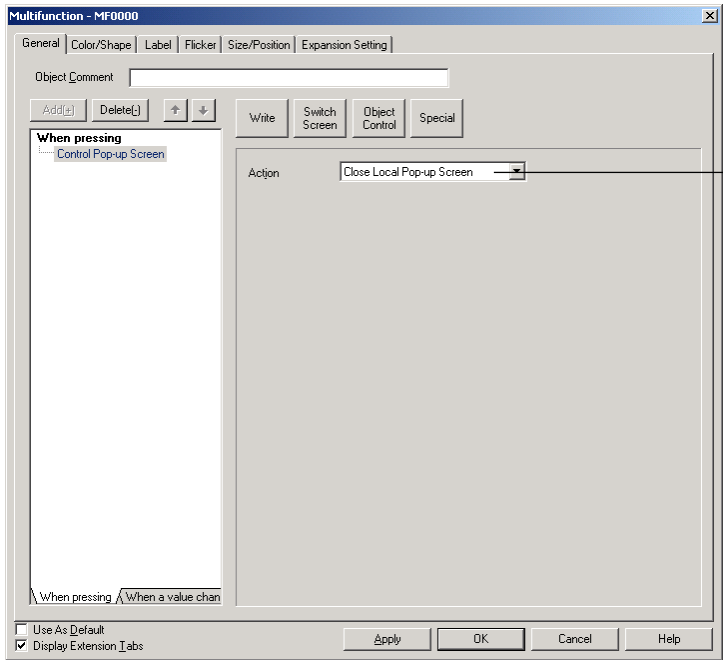 Multifunction - MF0000
General Color/Shape Label Flicker Size/Position Expansion Setting
Object Comment
Add(+) Delete(-)
Write Switch Screen Object Control Special
When pressing
Control Pop-up Screen
Action Close Local Pop-up Screen
When pressing When a value chan
Use As Default
Display Extension Tabs
Apply OK Cancel Help